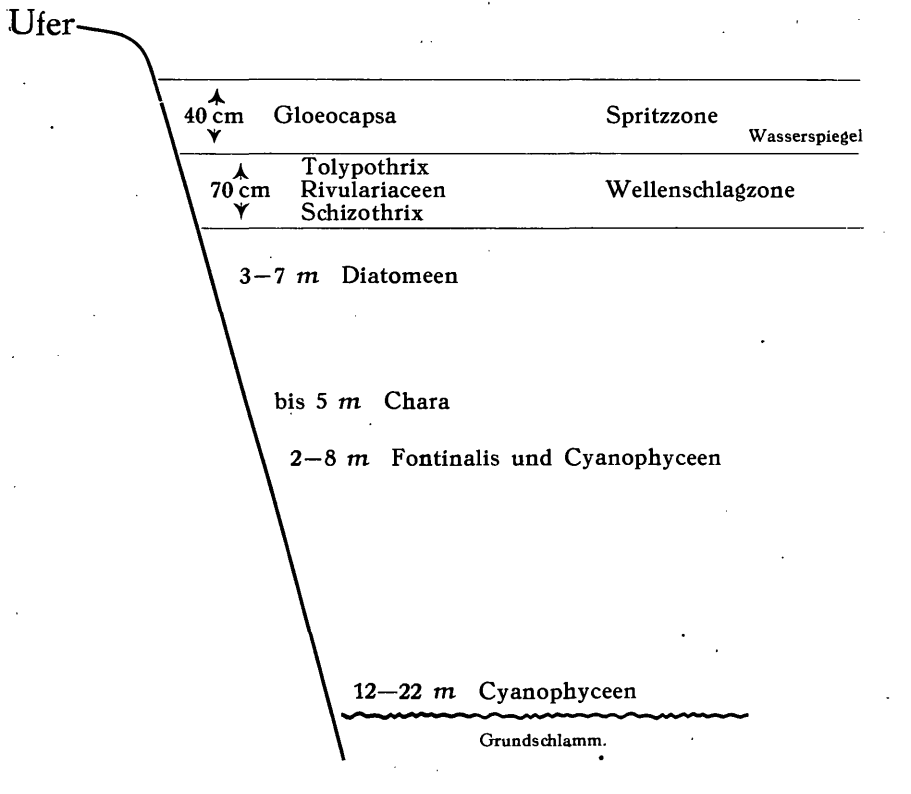 Ufer
40 cm Gloeocapsa Spritzzone
Wasserspiegel
Tolypothrix
70 cm Rivulariaceen Wellenschlagzone
Schizothrix
3—7 m Diatomeen
bis 5 m Chara
2—8 m Fontinalis und Cyanophyceen
12—22 m Cyanophyceen
Grundschlamm.